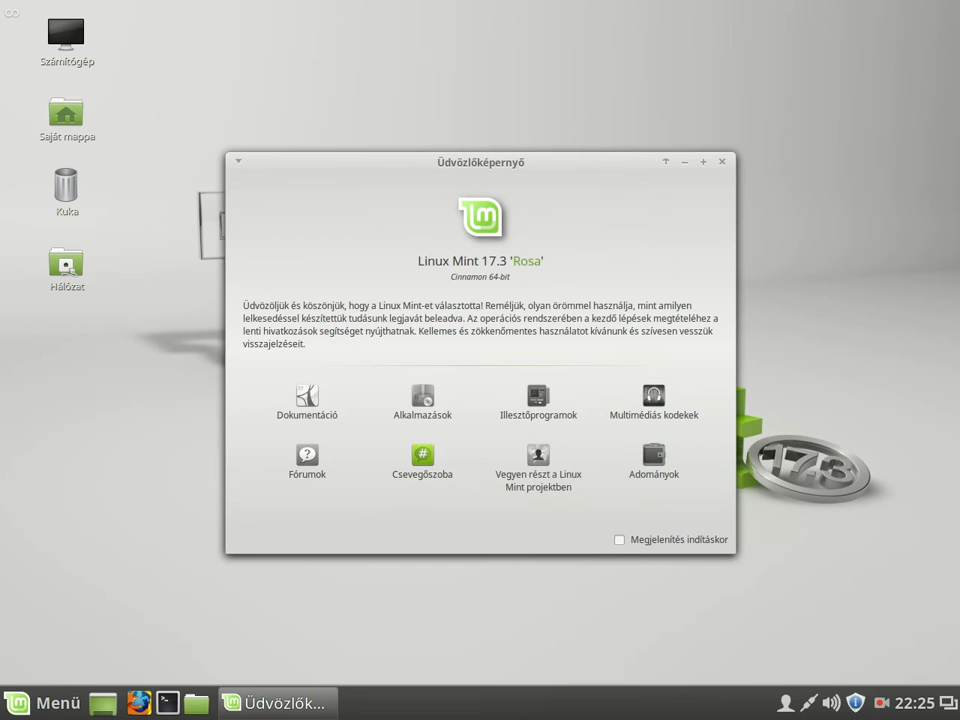 Számítógép
Saját mappa
Kuka
Hálózat
Üdvözlőképernyő
Linux Mint 17.3 'Rosa'
Cinnamon 64-bit
Üdvözöljük és köszönjük, hogy a Linux Mint-et választotta! Reméljük, olyan örömmel használja, mint amilyen
lelkesedéssel készítettük tudásunk legjavát beleadva. Az operációs rendszerében a kezdő lépések megtételéhez a
lenti hivatkozások segítséget nyújthatnak. Kellemes és zökkenőmentes használatot kívánunk és szívesen vesszük
visszajelzéseit.
Dokumentáció
Alkalmazások
Illesztőprogramok
Multimédiás kodekek
Fórumok
Csevegőszoba
Vegyen részt a Linux
Mint projektben
Adományok
Megjelenítés indításkor
17.3
Menü
Üdvözlők...
22:25